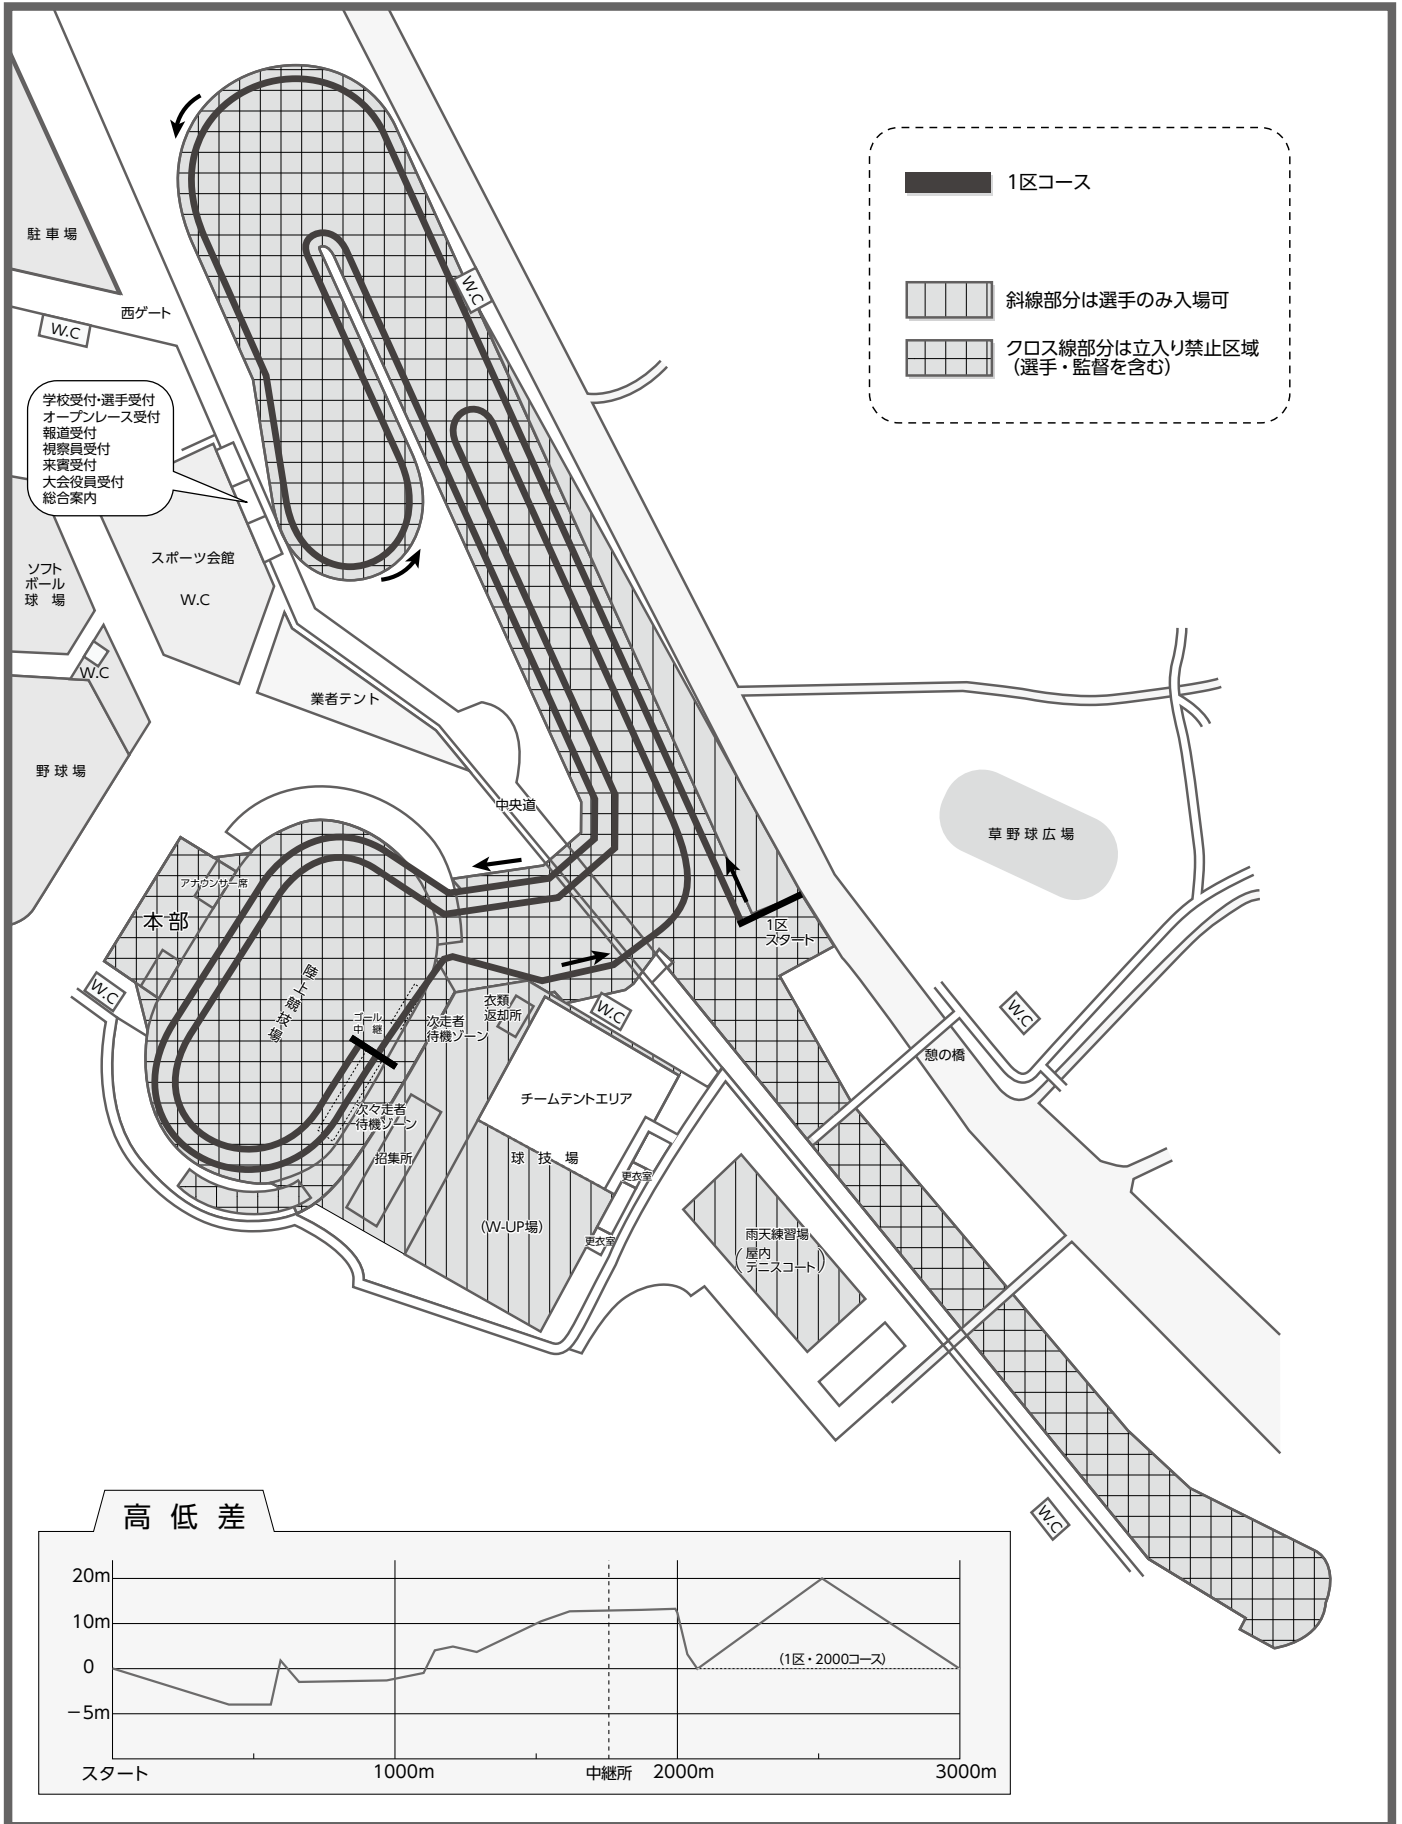 1区コース
斜線部分は選手のみ入場可
クロス線部分は立入り禁止区域
（選手・監督を含む）
駐車場
西ゲート
W.C
W.C
学校受付・選手受付
オープンレース受付
報道受付
視察員受付
来賓受付
大会役員受付
総合案内
スポーツ会館
W.C
ソフト
ボール
球 場
W.C
業者テント
野球場
中央道
草野球広場
アナウンサー席
本部
1区
スタート
陸上競技場
W.C
ゴール
中 継
次走者
待機ゾーン
衣類
返却所
W.C
W.C
憩の橋
チームテントエリア
次々走者
待機ゾーン
招集所
球 技 場
更衣室
(W-UP場)
更衣室
雨天練習場
(屋内
テニスコート)
W.C
高低差
20m
10m
0
－5m
(1区・2000コース)
スタート
1000m
中継所
2000m
3000m